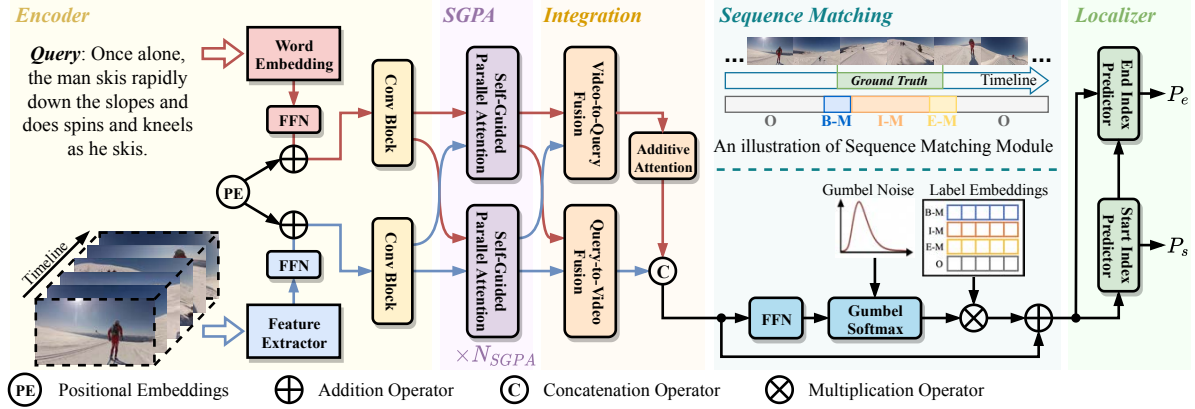 Encoder
SGPA
Integration
Sequence Matching
Localizer
Query: Once alone,
the man skis rapidly
down the slopes and
does spins and kneels
as he skis.
Word
Embedding
FFN
PE
Timeline
FFN
Feature
Extractor
Conv Block
Conv Block
Self-Guided
Parallel Attention
Self-Guided
Parallel Attention
×N_SGPA
Video-to-Query
Fusion
Query-to-Video
Fusion
Additive
Attention
C
... ...
Ground Truth
Timeline
O B-M I-M E-M O
An illustration of Sequence Matching Module
Gumbel Noise
Label Embeddings
B-M
I-M
E-M
O
FFN
Gumbel
Softmax
End Index
Predictor
P_e
Start Index
Predictor
P_s
PE Positional Embeddings
Addition Operator
C Concatenation Operator
Multiplication Operator